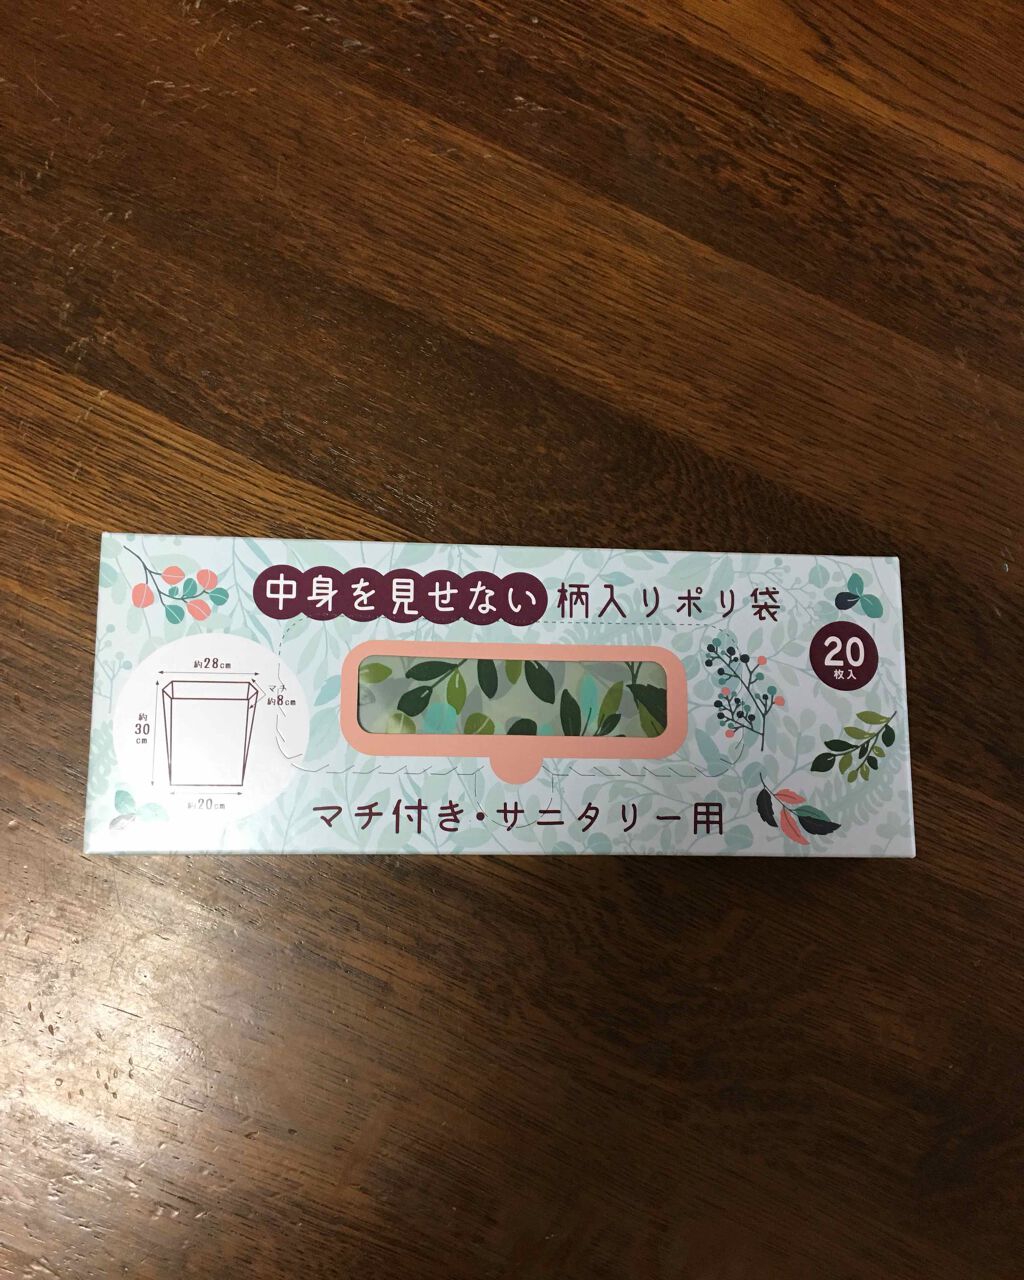 中身を見せない柄入りポリ袋
20
枚入
約28cm
マチ
約8cm
約
30
cm
約20cm
マチ付き・サニタリー用